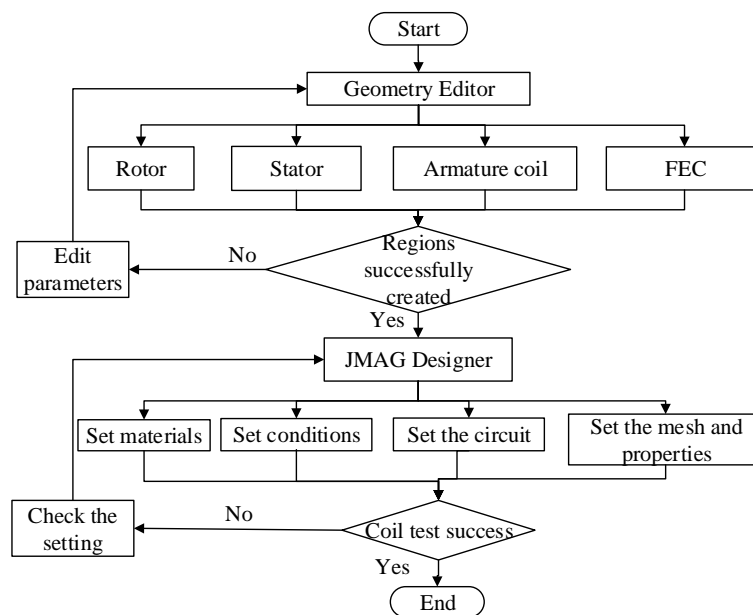 Start
Geometry Editor
Rotor
Stator
Armature coil
FEC
Regions
successfully
created
No
Edit
parameters
Yes
JMAG Designer
Set materials
Set conditions
Set the circuit
Set the mesh and
properties
Coil test success
No
Check the
setting
Yes
End